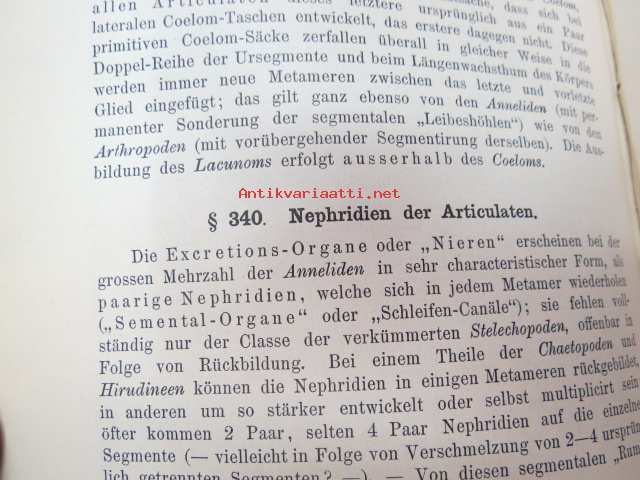 allen Articulaten dieses letztere ursprünglich aus ein Paar
lateralen Coelom-Taschen entwickelt, das erstere dagegen nicht. Diese
primitiven Coelom-Säcke zerfallen überall in gleicher Weise in die
Doppel-Reihe der Ursegmente und beim Längenwachsthum des Körpers
werden immer neue Metameren zwischen das letzte und vorletzte
Glied eingefügt; das gilt ganz ebenso von den Anneliden (mit per-
manenter Sonderung der segmentalen „Leibeshöhlen") wie von den
Arthropoden (mit vorübergehender Segmentirung derselben). Die Aus-
bildung des Lacunoms erfolgt ausserhalb des Coeloms.
Antikvariaatti.net
§ 340. Nephridien der Articulaten.
Die Excretions-Organe oder „Nieren" erscheinen bei der
grossen Mehrzahl der Anneliden in sehr characteristischer Form, als
paarige Nephridien, welche sich in jedem Metamer wiederholen
(„Semental-Organe" oder „Schleifen-Canäle"); sie fehlen voll-
ständig nur der Classe der verkümmerten Stelechopoden, offenbar in
Folge von Rückbildung. Bei einem Theile der Chaetopoden und
Hirudineen können die Nephridien in einigen Metameren rückgebildet,
in anderen um so stärker entwickelt oder selbst multiplicirt sein
öfter kommen 2 Paar, selten 4 Paar Nephridien auf die einzelne
Segmente (— vielleicht in Folge von Verschmelzung von 2—4 ursprün
lich getrennten Segmenten? —). — Von diesen segmentalen „Rum